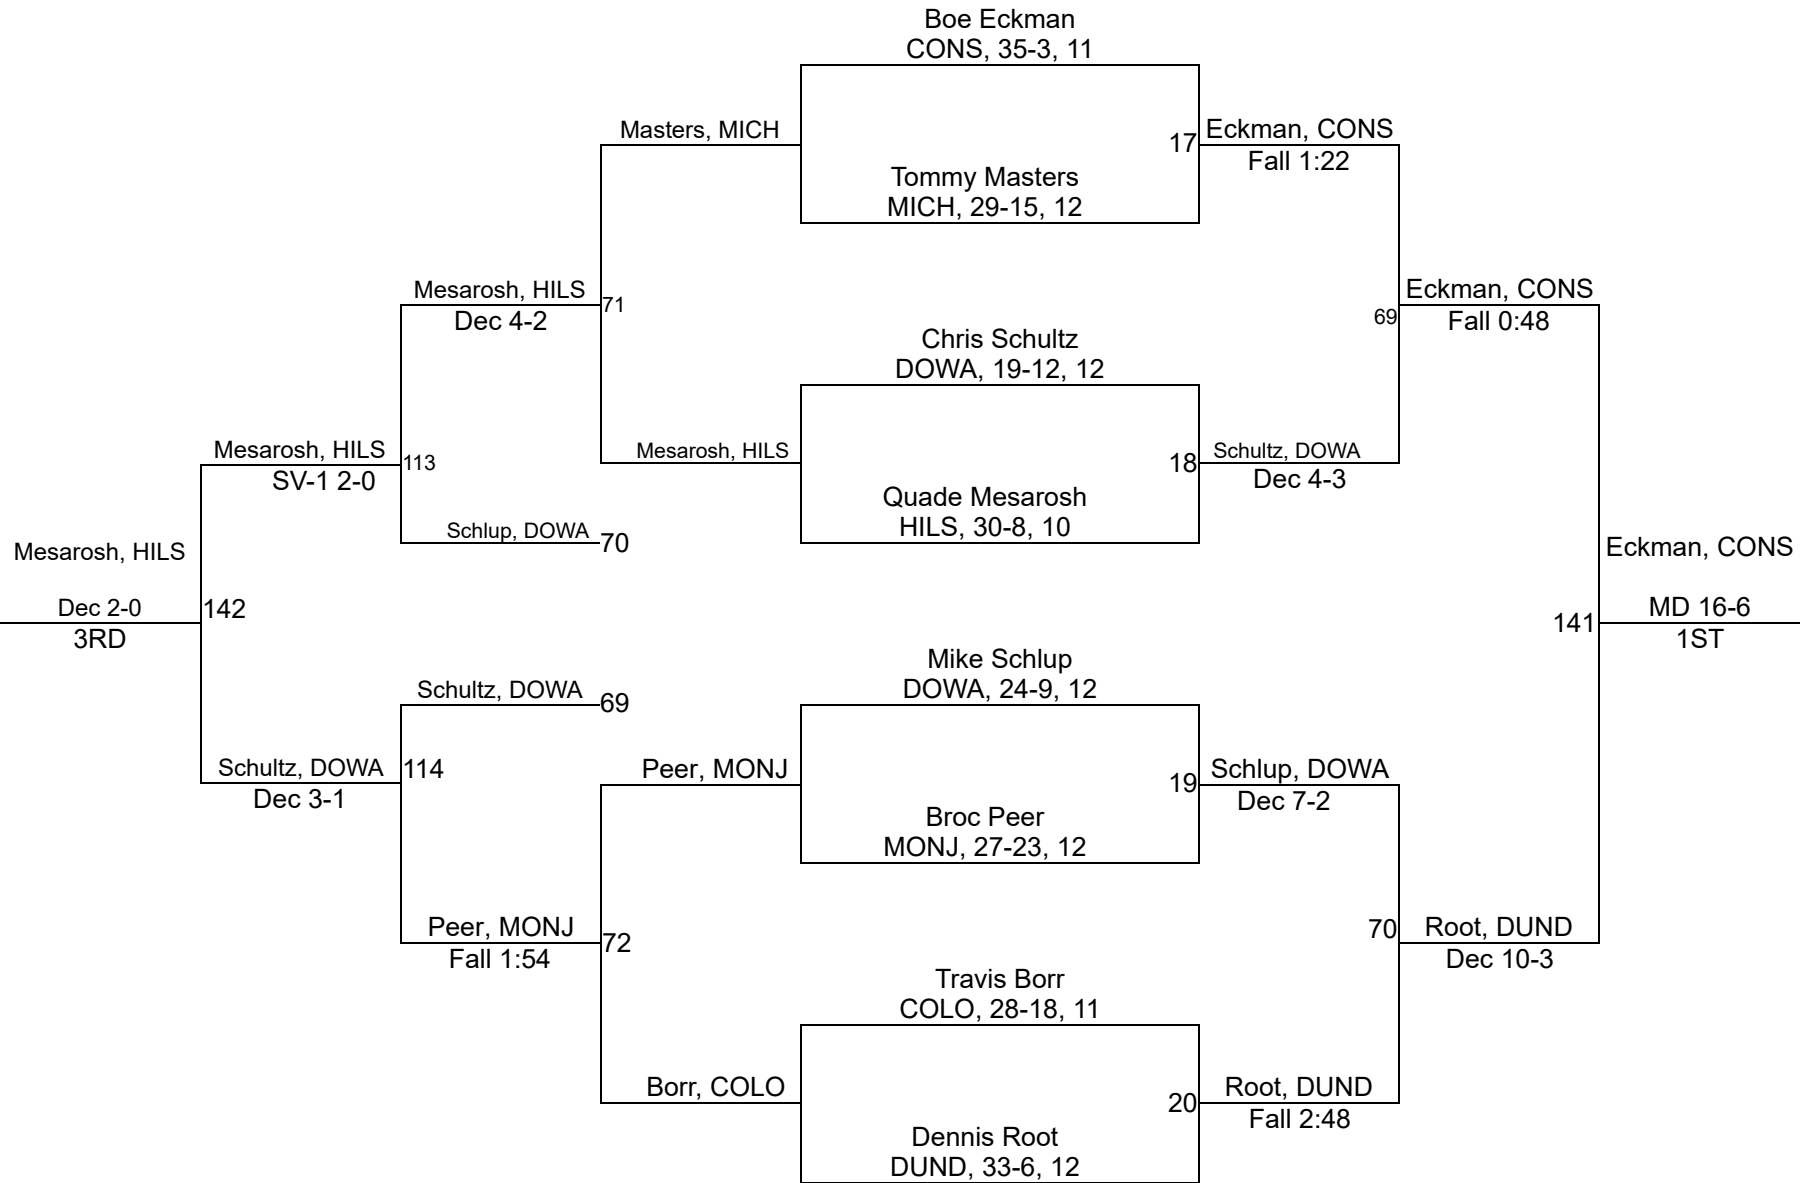 Boe Eckman
CONS, 35-3, 11
Masters, MICH
17
Eckman, CONS
Fall 1:22
Tommy Masters
MICH, 29-15, 12
Mesarosh, HILS
71
Dec 4-2
Eckman, CONS
69
Fall 0:48
Chris Schultz
DOWA, 19-12, 12
Mesarosh, HILS
113
SV-1 2-0
Mesarosh, HILS
18
Schultz, DOWA
Dec 4-3
Quade Mesarosh
HILS, 30-8, 10
Schlup, DOWA
70
Mesarosh, HILS
Dec 2-0
142
3RD
Eckman, CONS
141
MD 16-6
1ST
Mike Schlup
DOWA, 24-9, 12
Schultz, DOWA
69
Schultz, DOWA
114
Dec 3-1
Peer, MONJ
19
Schlup, DOWA
Dec 7-2
Broc Peer
MONJ, 27-23, 12
Peer, MONJ
72
Fall 1:54
70
Root, DUND
Dec 10-3
Travis Borr
COLO, 28-18, 11
Borr, COLO
20
Root, DUND
Fall 2:48
Dennis Root
DUND, 33-6, 12